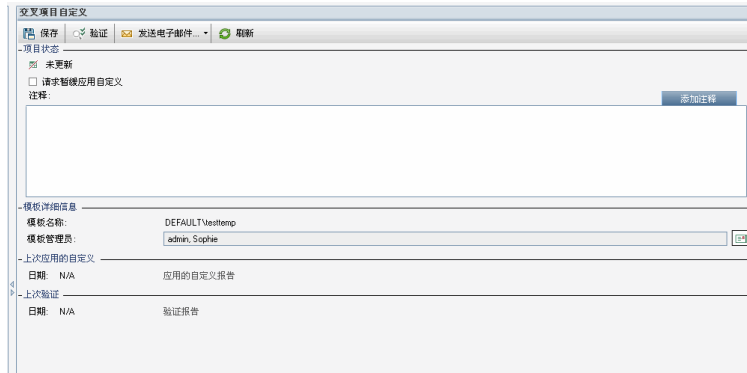 交叉项目自定义
保存 验证 发送电子邮件... 刷新
项目状态
未更新
请求暂缓应用自定义
注释:
添加注释
模板详细信息
模板名称: DEFAULT\testtemp
模板管理员: admin, Sophie
上次应用的自定义
日期: N/A 应用的自定义报告
上次验证
日期: N/A 验证报告